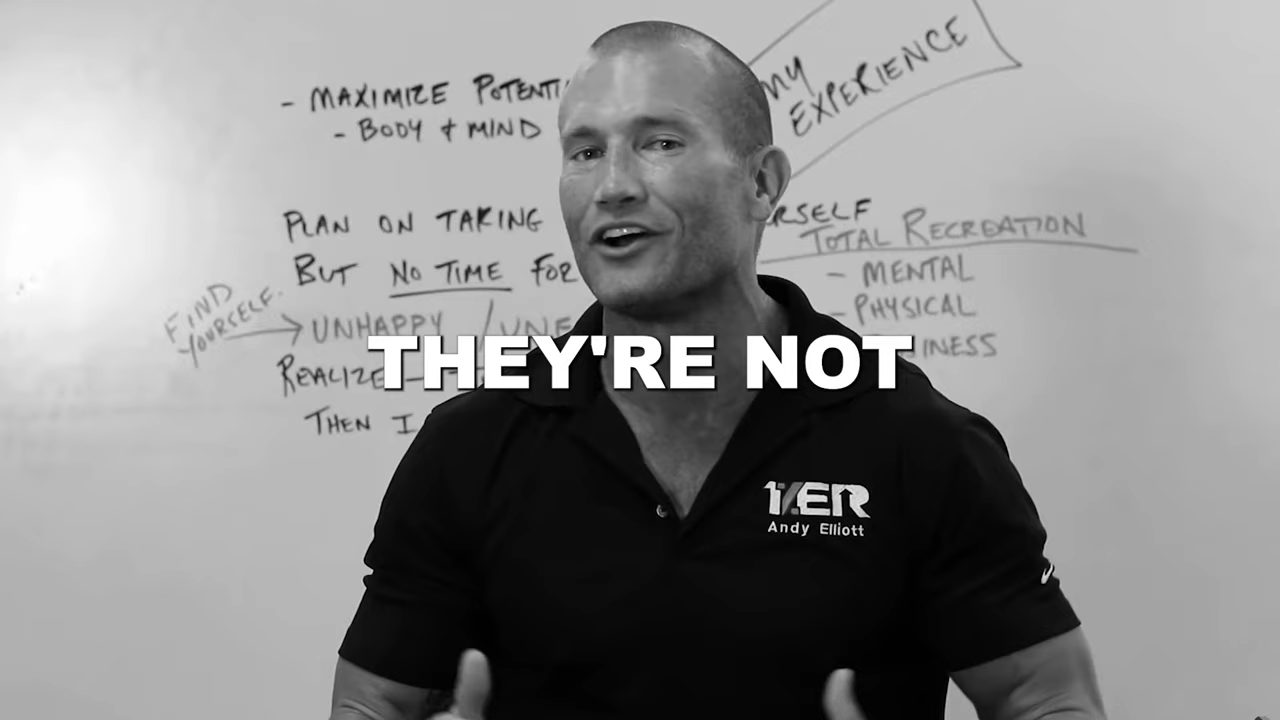 - MAXIMIZE POTENTI
- BODY & MIND
MY
EXPERIENCE
PLAN ON TAKING
RSELF
BUT NO TIME FOR
TOTAL RECREATION
- MENTAL
- PHYSICAL
INESS
FIND
YOURSELF.
UNHAPPY / UNE
REALIZE -
THEN I
THEY'RE NOT
1%ER
Andy Elliott